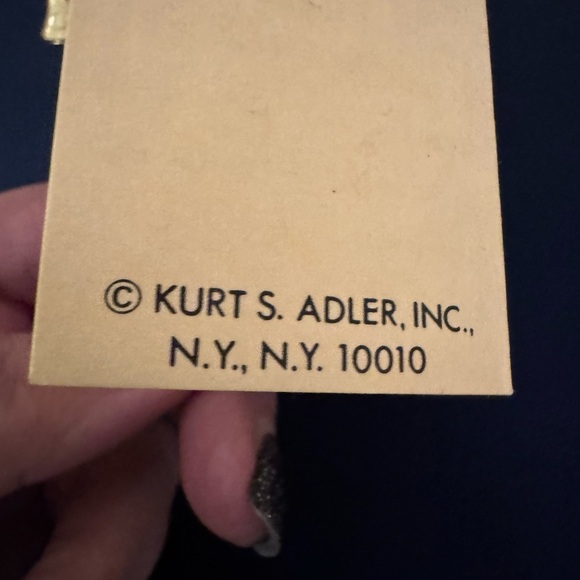 © KURT S. ADLER, INC.,
N.Y., N.Y. 10010